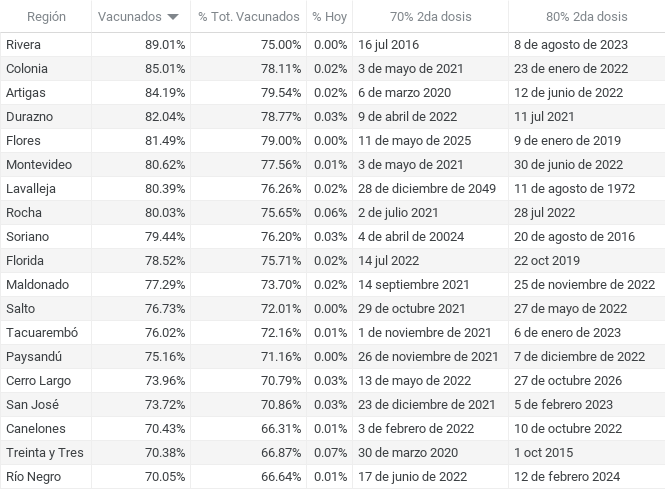 Región Vacunados % Tot. Vacunados % Hoy 70% 2da dosis 80% 2da dosis
Rivera 89.01% 75.00% 0.00% 16 jul 2016 8 de agosto de 2023
Colonia 85.01% 78.11% 0.02% 3 de mayo de 2021 23 de enero de 2022
Artigas 84.19% 79.54% 0.02% 6 de marzo 2020 12 de junio de 2022
Durazno 82.04% 78.77% 0.03% 9 de abril de 2022 11 jul 2021
Flores 81.49% 79.00% 0.00% 11 de mayo de 2025 9 de enero de 2019
Montevideo 80.62% 77.56% 0.01% 3 de mayo de 2021 30 de junio de 2022
Lavalleja 80.39% 76.26% 0.02% 28 de diciembre de 2049 11 de agosto de 1972
Rocha 80.03% 75.65% 0.06% 2 de julio 2021 28 jul 2022
Soriano 79.44% 76.20% 0.03% 4 de abril de 20024 20 de agosto de 2016
Florida 78.52% 75.71% 0.02% 14 jul 2022 22 oct 2019
Maldonado 77.29% 73.70% 0.02% 14 septiembre 2021 25 de noviembre de 2022
Salto 76.73% 72.01% 0.00% 29 de octubre 2021 27 de mayo de 2022
Tacuarembó 76.02% 72.16% 0.01% 1 de noviembre de 2021 6 de enero de 2023
Paysandú 75.16% 71.16% 0.00% 26 de noviembre de 2021 7 de diciembre de 2022
Cerro Largo 73.96% 70.79% 0.03% 13 de mayo de 2022 27 de octubre 2026
San José 73.72% 70.86% 0.03% 23 de diciembre de 2021 5 de febrero 2023
Canelones 70.43% 66.31% 0.01% 3 de febrero de 2022 10 de octubre 2022
Treinta y Tres 70.38% 66.87% 0.07% 30 de marzo 2020 1 oct 2015
Río Negro 70.05% 66.64% 0.01% 17 de junio de 2022 12 de febrero 2024